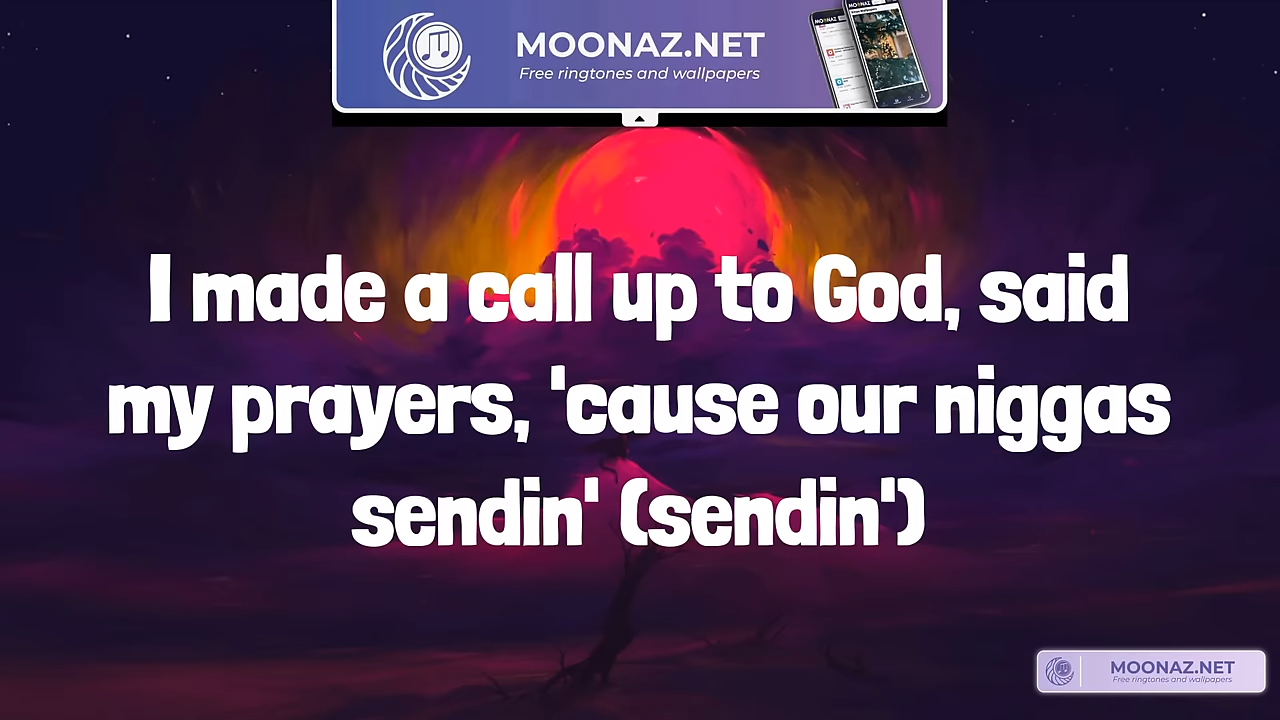 MOONAZ.NET
Free ringtones and wallpapers
I made a call up to God, said
my prayers, 'cause our niggas
sendin' (sendin')
MOONAZ.NET
Free ringtones and wallpapers